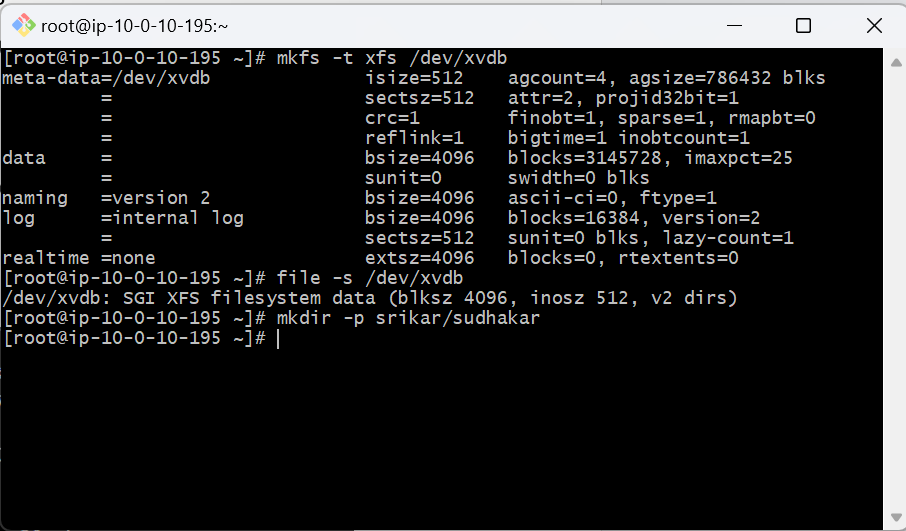 root@ip-10-0-10-195:~
[root@ip-10-0-10-195 ~]# mkfs -t xfs /dev/xvdb
meta-data=/dev/xvdb              isize=512    agcount=4, agsize=786432 blks
         =                       sectsz=512   attr=2, projid32bit=1
         =                       crc=1        finobt=1, sparse=1, rmapbt=0
         =                       reflink=1    bigtime=1 inobtcount=1
data     =                       bsize=4096   blocks=3145728, imaxpct=25
         =                       sunit=0      swidth=0 blks
naming   =version 2              bsize=4096   ascii-ci=0, ftype=1
log      =internal log           bsize=4096   blocks=16384, version=2
         =                       sectsz=512   sunit=0 blks, lazy-count=1
realtime =none                   extsz=4096   blocks=0, rtextents=0
[root@ip-10-0-10-195 ~]# file -s /dev/xvdb
/dev/xvdb: SGI XFS filesystem data (blksz 4096, inosz 512, v2 dirs)
[root@ip-10-0-10-195 ~]# mkdir -p srikar/sudhakar
[root@ip-10-0-10-195 ~]#